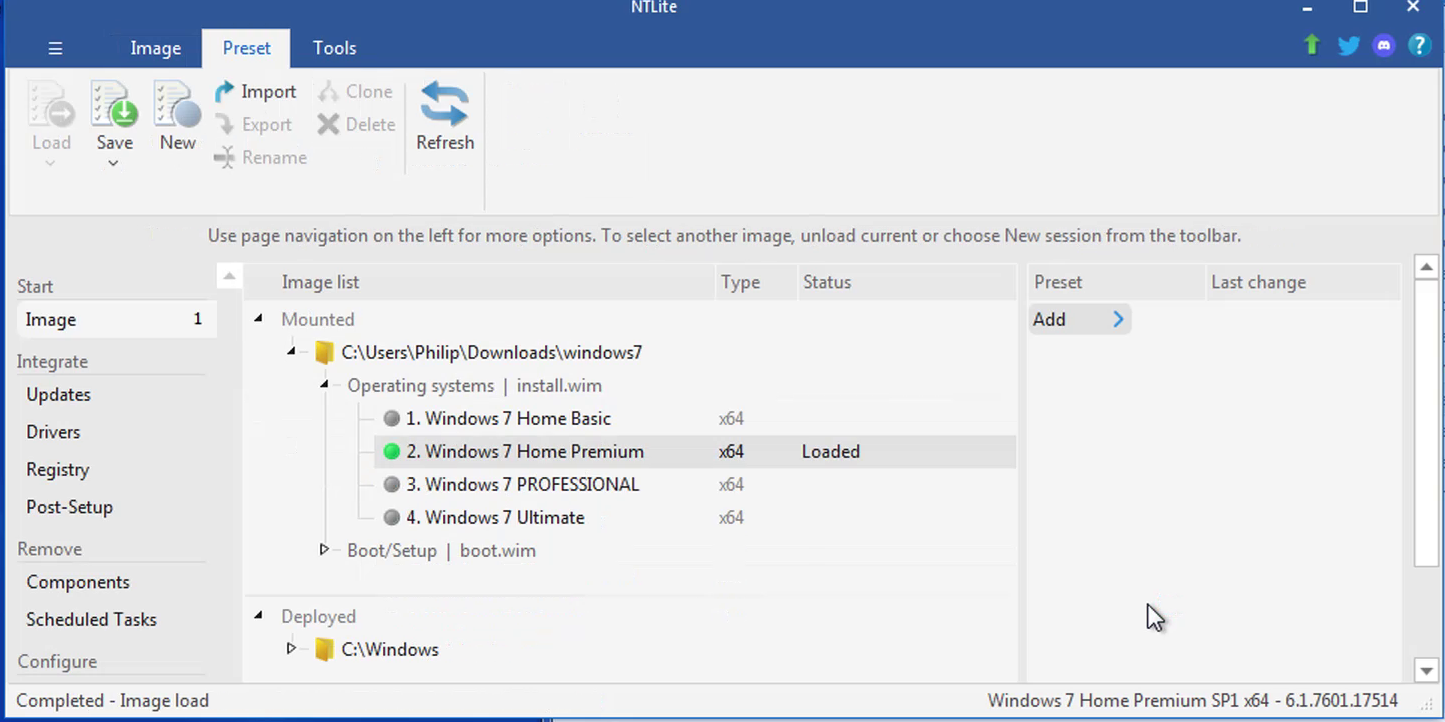 NTLite
Image
Preset
Tools
Load
Save
New
Import
Export
Rename
Clone
Delete
Refresh
Use page navigation on the left for more options. To select another image, unload current or choose New session from the toolbar.
Start
Image 1
Integrate
Updates
Drivers
Registry
Post-Setup
Remove
Components
Scheduled Tasks
Configure
Image list Type Status
Mounted
C:\Users\Philip\Downloads\windows7
Operating systems | install.wim
1. Windows 7 Home Basic x64
2. Windows 7 Home Premium x64 Loaded
3. Windows 7 PROFESSIONAL x64
4. Windows 7 Ultimate x64
Boot/Setup | boot.wim
Deployed
C:\Windows
Preset Last change
Add
Completed - Image load
Windows 7 Home Premium SP1 x64 - 6.1.7601.17514